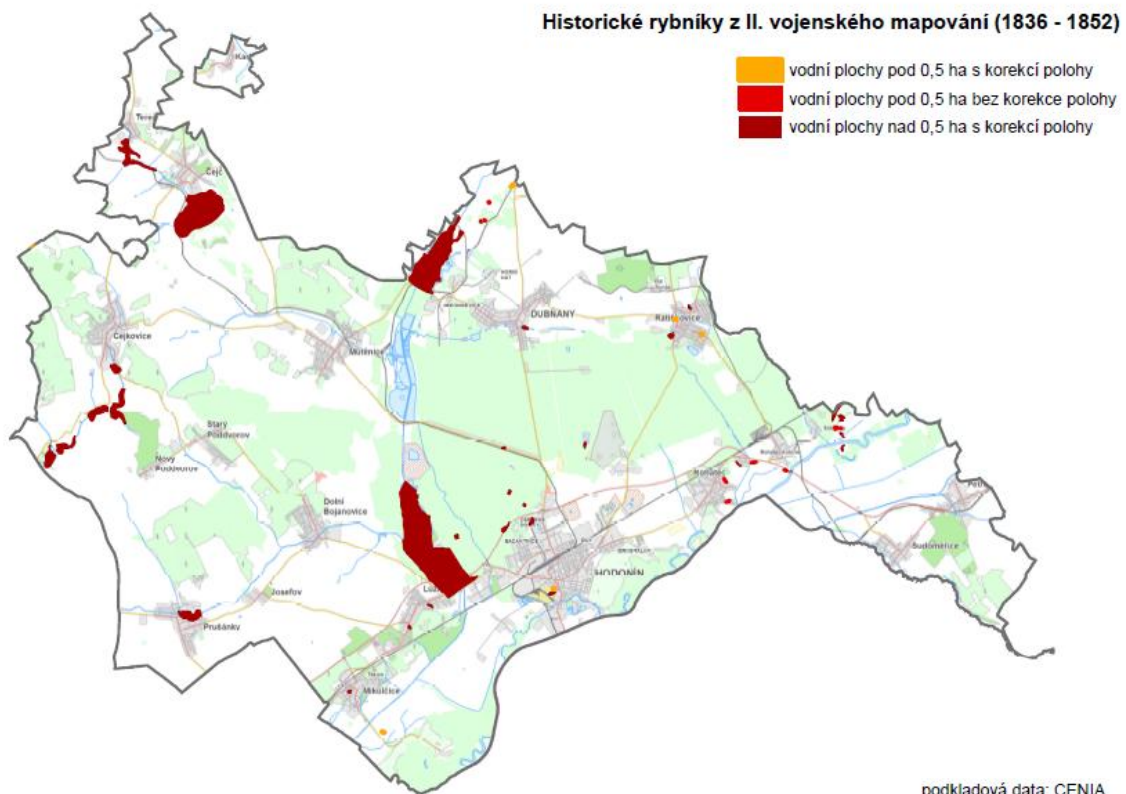 Historické rybníky z II. vojenského mapování (1836 - 1852)
vodní plochy pod 0,5 ha s korekcí polohy
vodní plochy pod 0,5 ha bez korekce polohy
vodní plochy nad 0,5 ha s korekcí polohy
Čejč
DUBŇANY
Čejkovice
Mutěnice
Starý
Poddvorov
Nový
Poddvorov
Dolní
Bojanovice
HODONÍN
Sudoměřice
Josefov
Prušánky
Mikulčice
podkladová data: CENIA